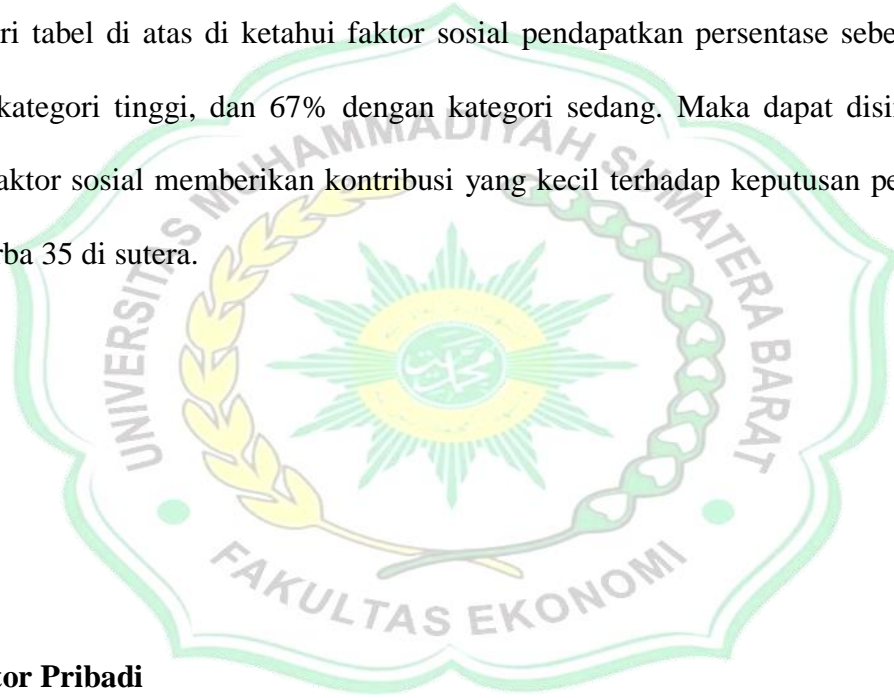 ri tabel di atas di ketahui faktor sosial pendapatkan persentase sebe
kategori tinggi, dan 67% dengan kategori sedang. Maka dapat disi
aktor sosial memberikan kontribusi yang kecil terhadap keputusan pe
rba 35 di sutera.
UNIVERSITAS MUHAMMADIYAH SUMATERA BARAT
FAKULTAS EKONOMI
tor Pribadi